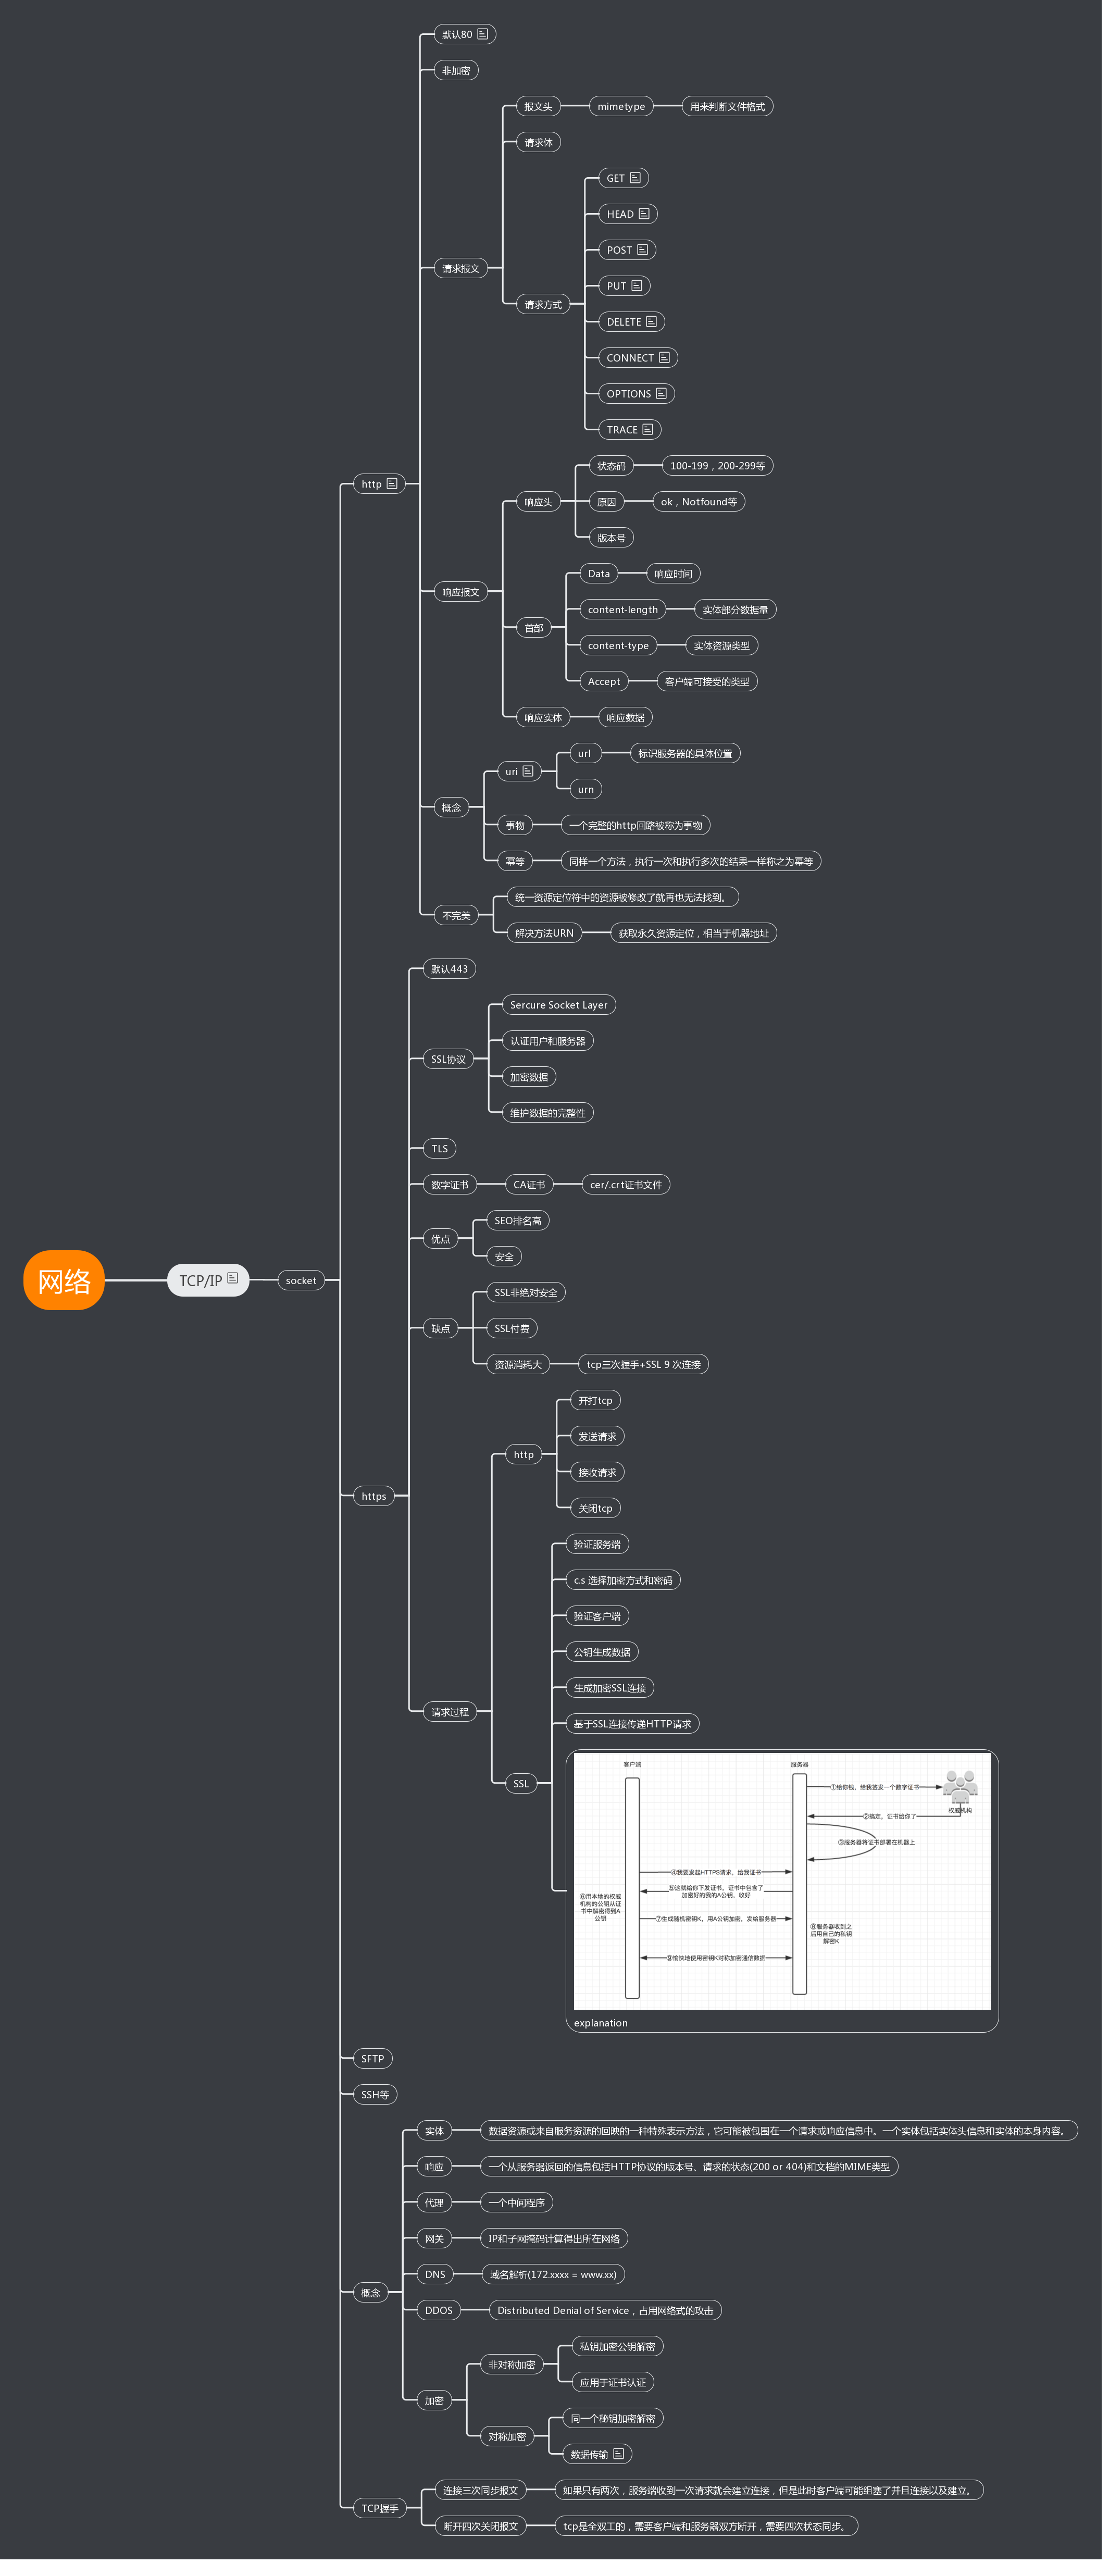 网络
TCP/IP
socket
http
默认80
非加密
请求报文
报文头
mimetype
用来判断文件格式
请求体
请求方式
GET
HEAD
POST
PUT
DELETE
CONNECT
OPTIONS
TRACE
响应报文
响应头
状态码
100-199，200-299等
原因
ok，Notfound等
版本号
首部
Data
响应时间
content-length
实体部分数据量
content-type
实体资源类型
Accept
客户端可接受的类型
响应实体
响应数据
概念
uri
url
标识服务器的具体位置
urn
事物
一个完整的http回路被称为事物
幂等
同样一个方法，执行一次和执行多次的结果一样称之为幂等
不完美
统一资源定位符中的资源被修改了就再也无法找到。
解决方法URN
获取永久资源定位，相当于机器地址
https
默认443
SSL协议
Sercure Socket Layer
认证用户和服务器
加密数据
维护数据的完整性
TLS
数字证书
CA证书
cer/.crt证书文件
优点
SEO排名高
安全
缺点
SSL非绝对安全
SSL付费
资源消耗大
tcp三次握手+SSL 9 次连接
请求过程
http
开打tcp
发送请求
接收请求
关闭tcp
SSL
验证服务端
c.s 选择加密方式和密码
验证客户端
公钥生成数据
生成加密SSL连接
基于SSL连接传递HTTP请求
客户端
服务器
①给你钱，给我签发一个数字证书
权威机构
②搞定，证书给你了
③服务器将证书部署在机器上
④我要发起HTTPS请求，给我证书
⑤这就给你下发证书，证书中包含了
加密好的我的A公钥，收好
⑥用本地的权威
机构的公钥从证
书中解密得到A
公钥
⑦生成随机密钥K，用A公钥加密，发给服务器
⑧服务器收到之
后用自己的私钥
解密K
⑨愉快地使用密钥K对称加密通信数据
explanation
SFTP
SSH等
概念
实体
数据资源或来自服务资源的回映的一种特殊表示方法，它可能被包围在一个请求或响应信息中。一个实体包括实体头信息和实体的本身内容。
响应
一个从服务器返回的信息包括HTTP协议的版本号、请求的状态(200 or 404)和文档的MIME类型
代理
一个中间程序
网关
IP和子网掩码计算得出所在网络
DNS
域名解析(172.xxxx = www.xx)
DDOS
Distributed Denial of Service，占用网络式的攻击
加密
非对称加密
私钥加密公钥解密
应用于证书认证
对称加密
同一个秘钥加密解密
数据传输
TCP握手
连接三次同步报文
如果只有两次，服务端收到一次请求就会建立连接，但是此时客户端可能组塞了并且连接以及建立。
断开四次关闭报文
tcp是全双工的，需要客户端和服务器双方断开，需要四次状态同步。